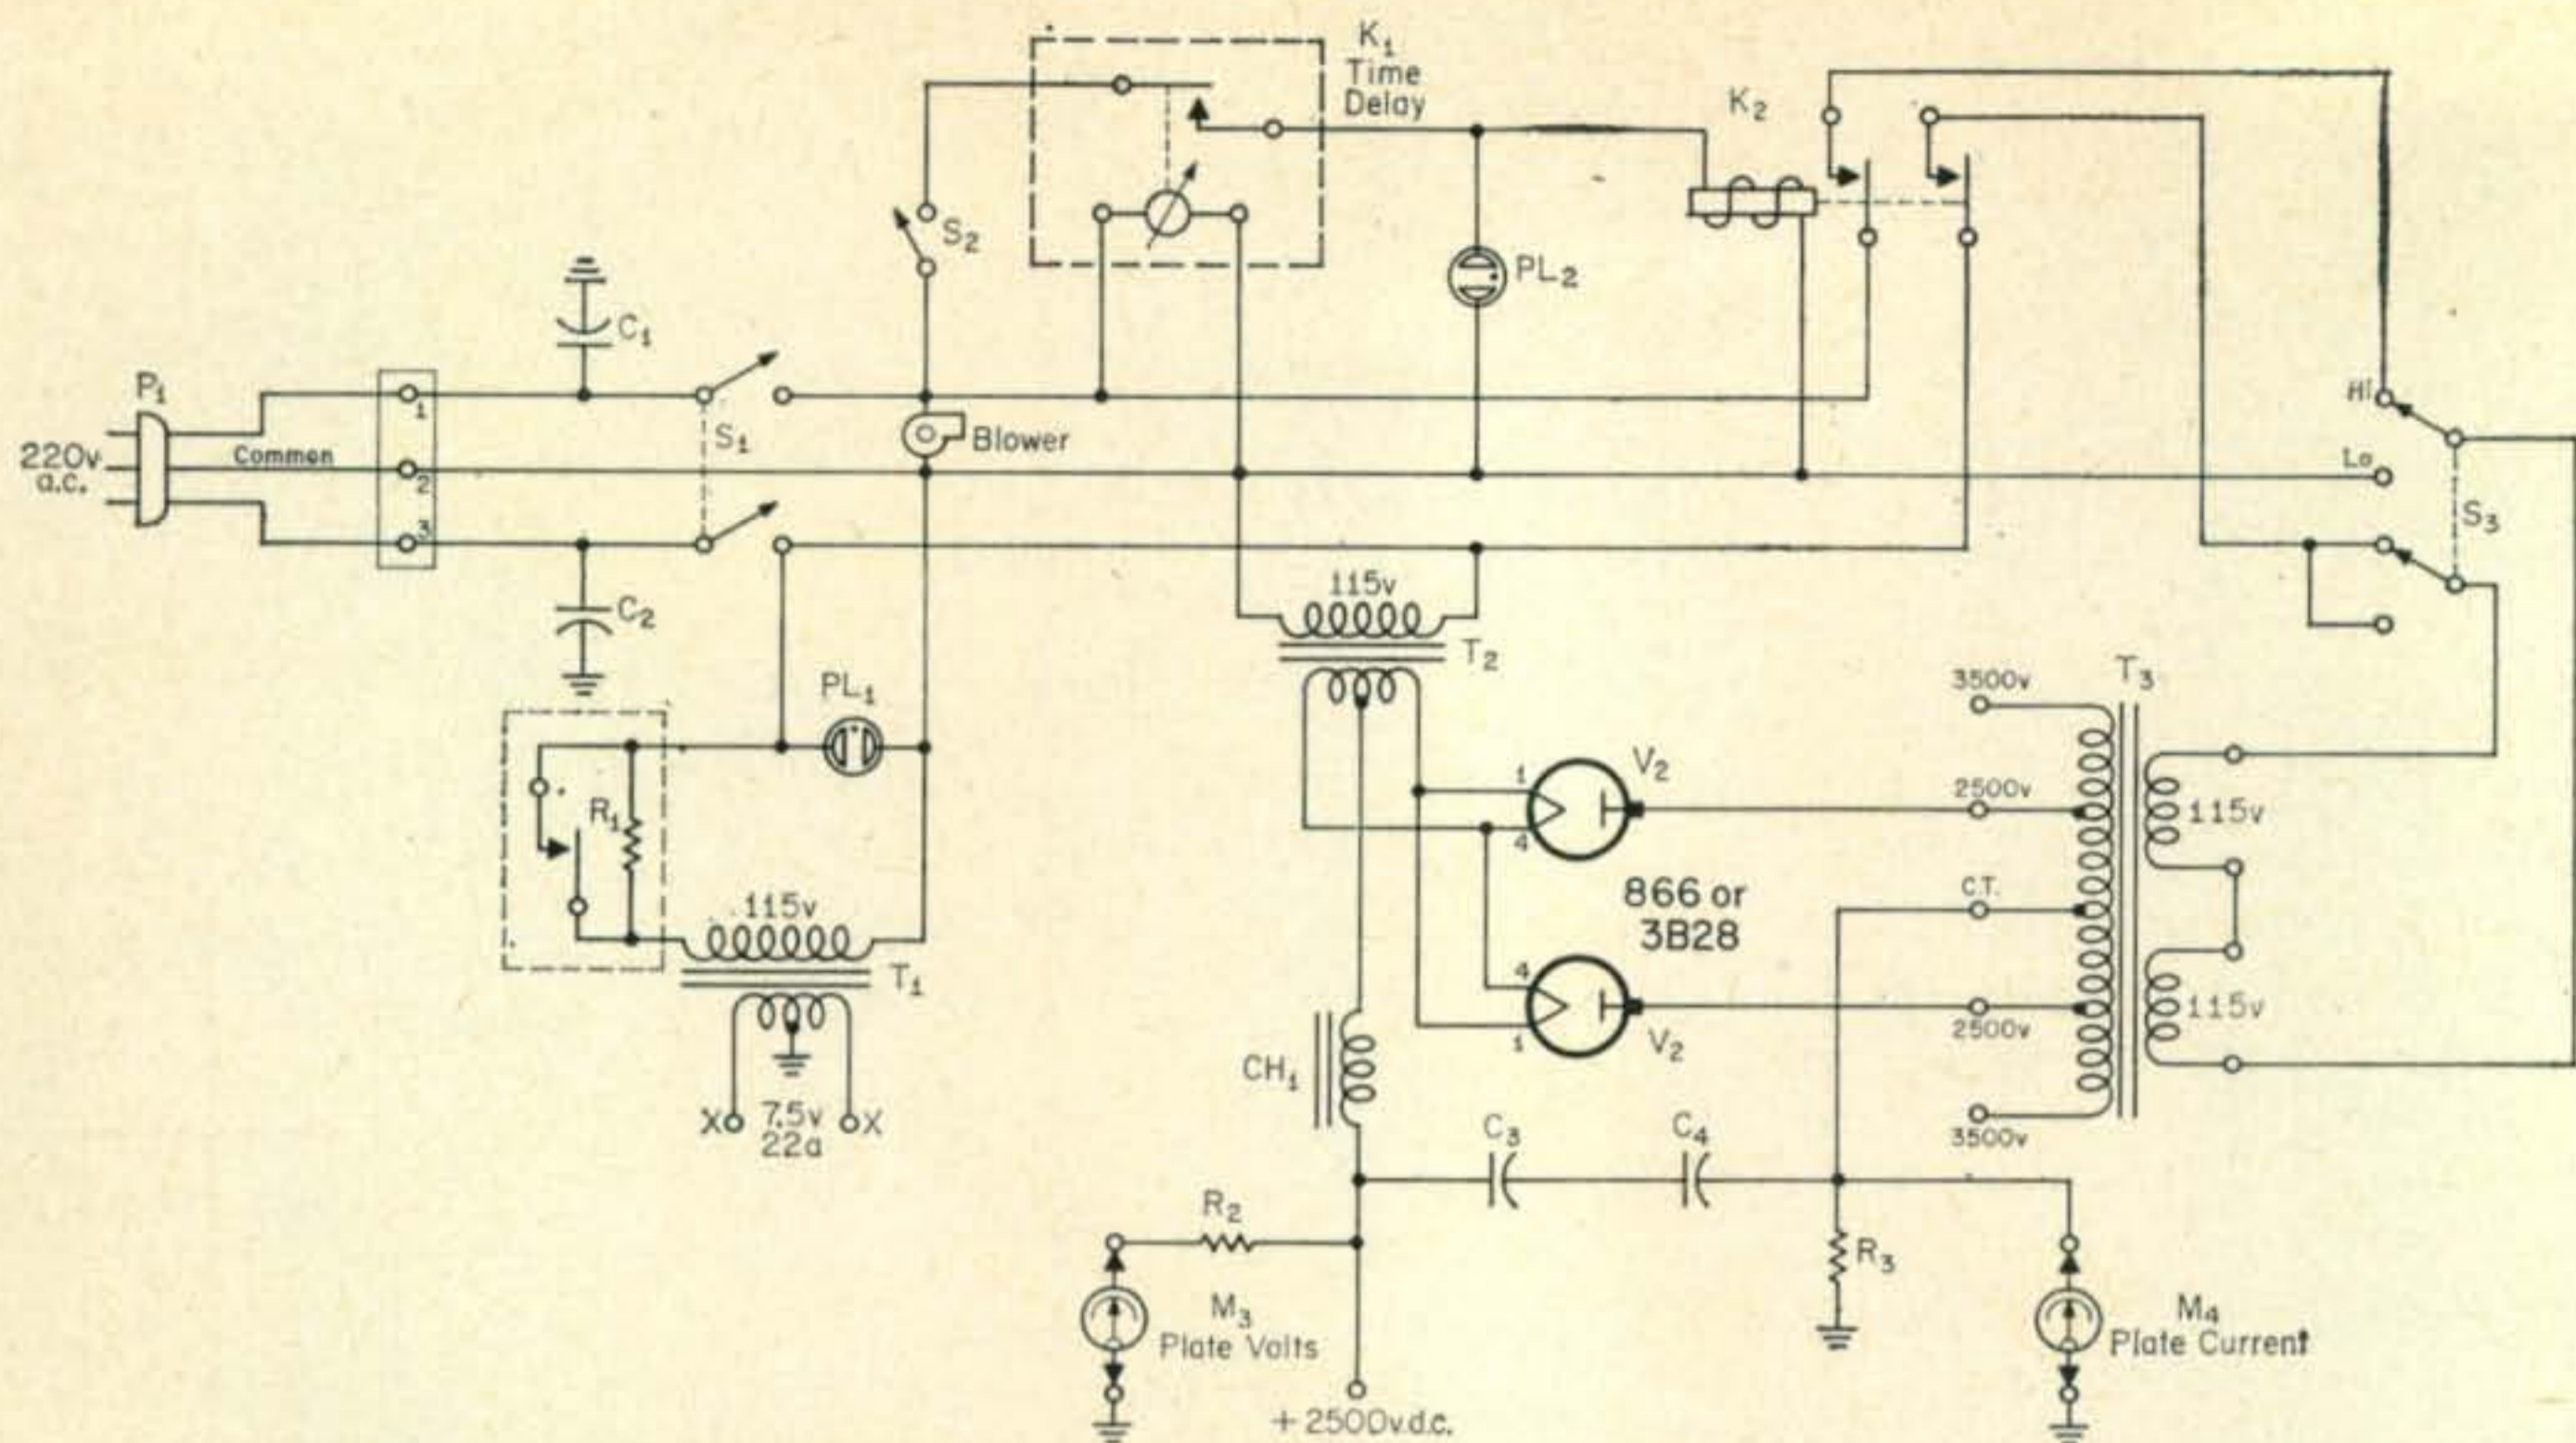 K₁
Time
Delay
K₂
S₂
PL₂
C₁
P₁
1
220v
a.c.
Common
2
3
S₁
Blower
Hi
Lo
S₃
C₂
115v
T₂
PL₁
R₁
115v
T₁
X
7.5v
22a
X
1
V₂
4
866 or
3B28
4
1
V₂
3500v
T₃
2500v
115v
C.T.
2500v
115v
3500v
CH₁
C₃
C₄
R₂
R₃
M₃
Plate Volts
M₄
Plate Current
+2500v.d.c.